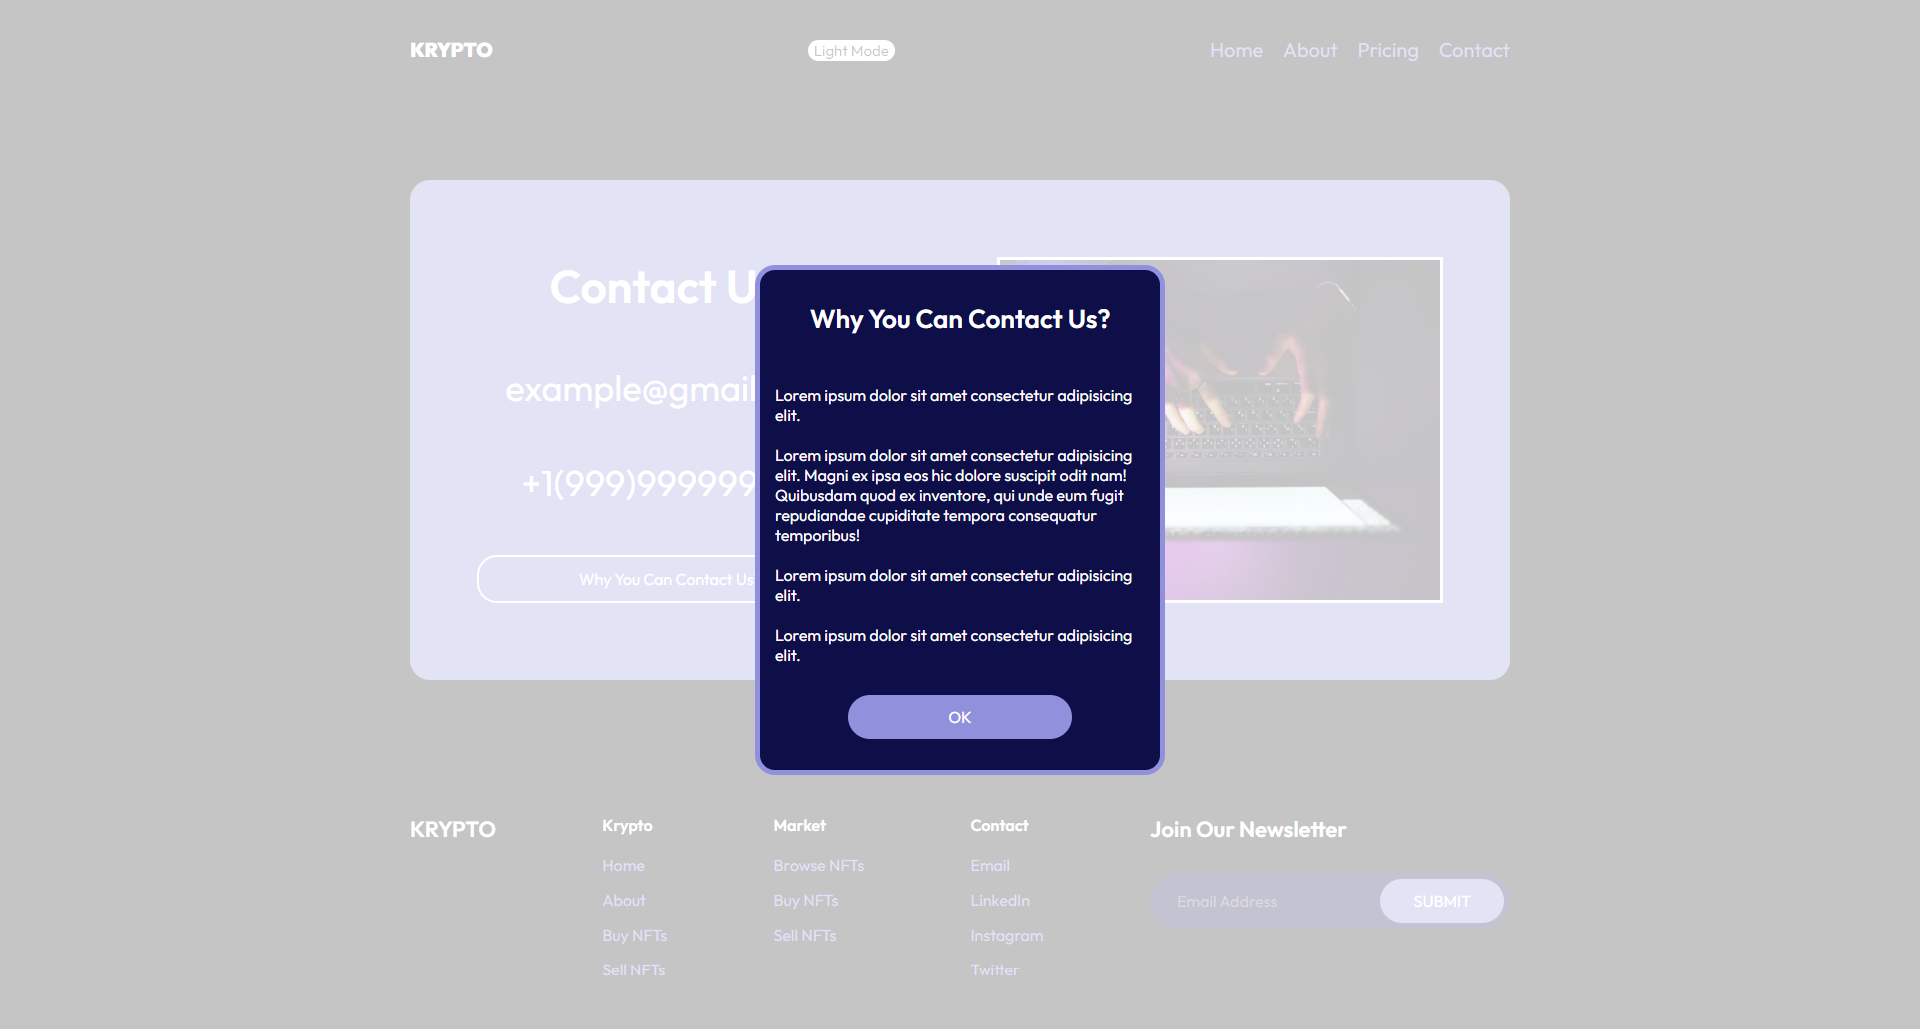 KRYPTO
Light Mode
Home About Pricing Contact
Contact U
example@gmail
+1(999)999999
Why You Can Contact Us
Why You Can Contact Us?
Lorem ipsum dolor sit amet consectetur adipisicing
elit.
Lorem ipsum dolor sit amet consectetur adipisicing
elit. Magni ex ipsa eos hic dolore suscipit odit nam!
Quibusdam quod ex inventore, qui unde eum fugit
repudiandae cupiditate tempora consequatur
temporibus!
Lorem ipsum dolor sit amet consectetur adipisicing
elit.
Lorem ipsum dolor sit amet consectetur adipisicing
elit.
OK
KRYPTO
Krypto
Home
About
Buy NFTs
Sell NFTs
Market
Browse NFTs
Buy NFTs
Sell NFTs
Contact
Email
LinkedIn
Instagram
Twitter
Join Our Newsletter
Email Address
SUBMIT